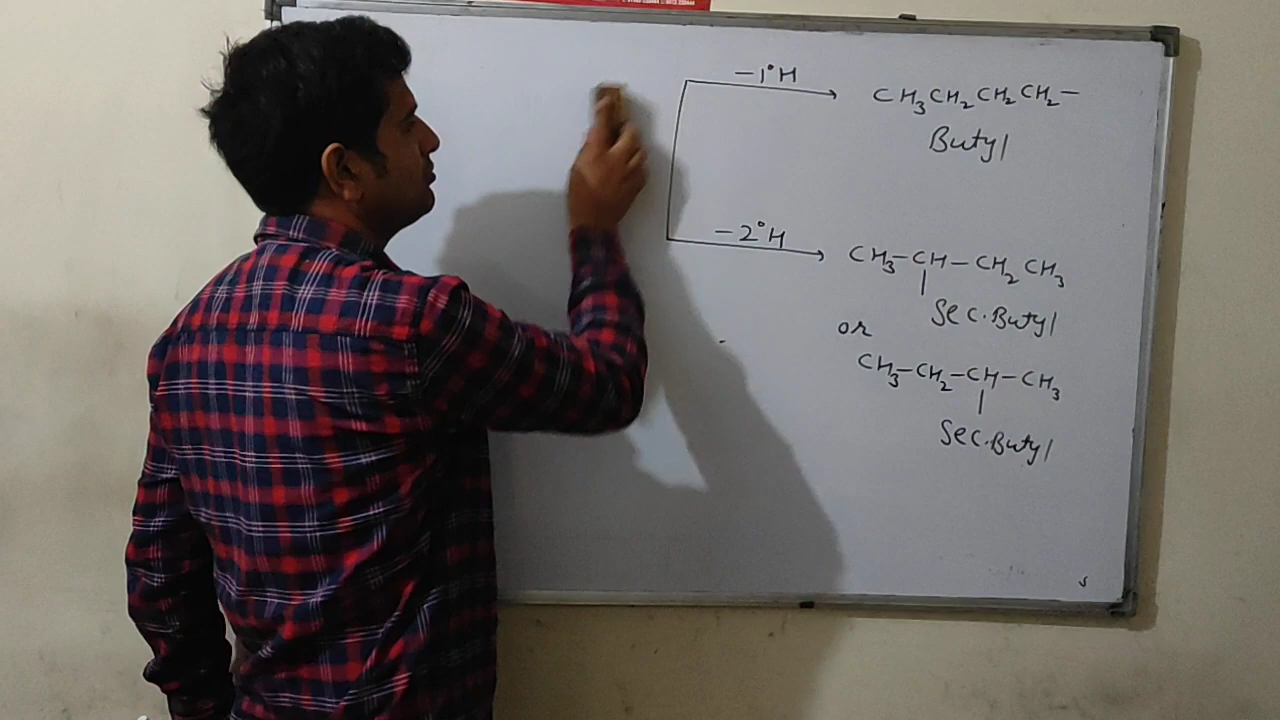 -1°H
CH₃CH₂CH₂CH₂-
Butyl
-2°H
CH₃-CH-CH₂CH₃
|
Sec.Butyl
or
CH₃-CH₂-CH-CH₃
|
Sec.Butyl